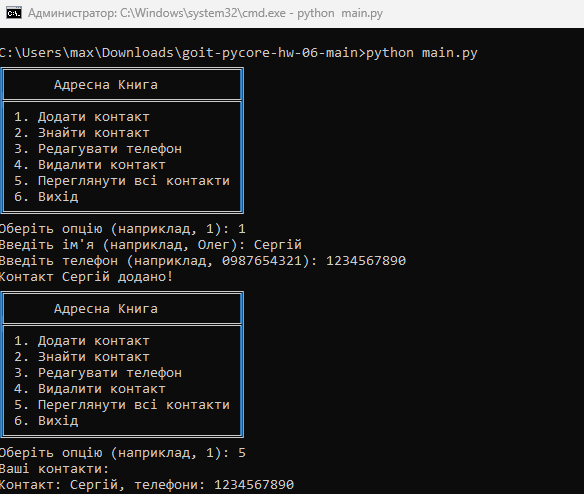 Администратор: C:\Windows\system32\cmd.exe - python  main.py
C:\Users\max\Downloads\goit-pycore-hw-06-main>python main.py
Адресна Книга
1. Додати контакт
2. Знайти контакт
3. Редагувати телефон
4. Видалити контакт
5. Переглянути всі контакти
6. Вихід
Оберіть опцію (наприклад, 1): 1
Введіть ім'я (наприклад, Олег): Сергій
Введіть телефон (наприклад, 0987654321): 1234567890
Контакт Сергій додано!
Адресна Книга
1. Додати контакт
2. Знайти контакт
3. Редагувати телефон
4. Видалити контакт
5. Переглянути всі контакти
6. Вихід
Оберіть опцію (наприклад, 1): 5
Ваші контакти:
Контакт: Сергій, телефони: 1234567890